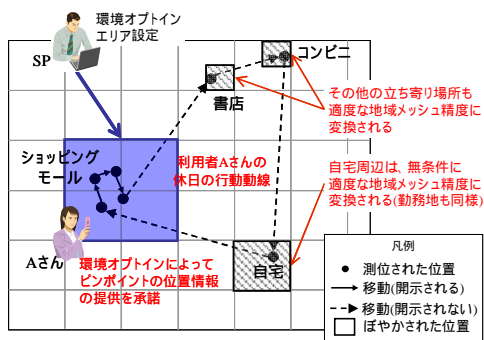 環境オプトイン
エリア設定
SP
コンビニ
書店
その他の立ち寄り場所も
適度な地域メッシュ精度に
変換される
ショッピング
モール
利用者Aさんの
休日の行動動線
自宅周辺は、無条件に
適度な地域メッシュ精度に
変換される(勤務地も同様)
Aさん
環境オプトインによって
ピンポイントの位置情報
の提供を承諾
自宅
凡例
測位された位置
移動(開示される)
移動(開示されない)
ぼやかされた位置